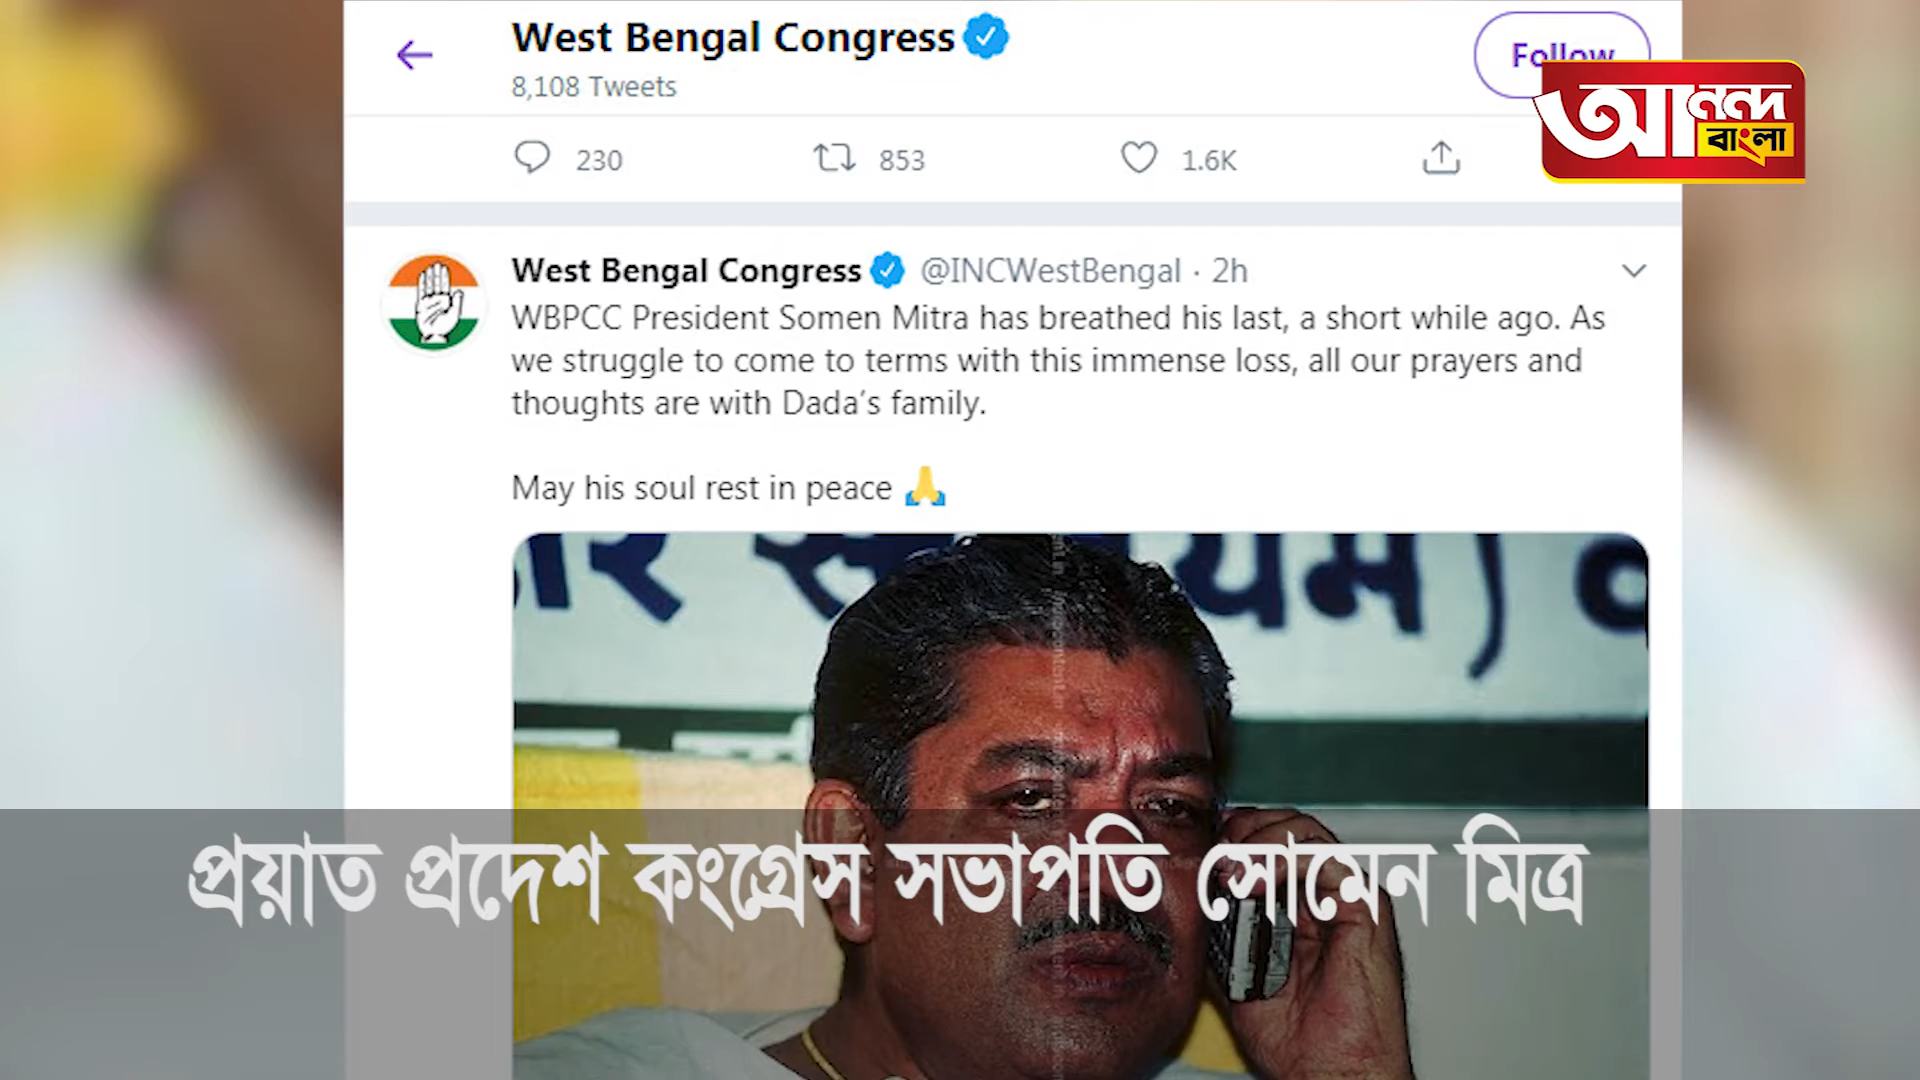 West Bengal Congress
8,108 Tweets
Follow
আনন্দ
বাংলা
230 853 1.6K
West Bengal Congress @INCWestBengal · 2h
WBPCC President Somen Mitra has breathed his last, a short while ago. As
we struggle to come to terms with this immense loss, all our prayers and
thoughts are with Dada's family.
May his soul rest in peace 🙏
প্রয়াত প্রদেশ কংগ্রেস সভাপতি সোমেন মিত্র